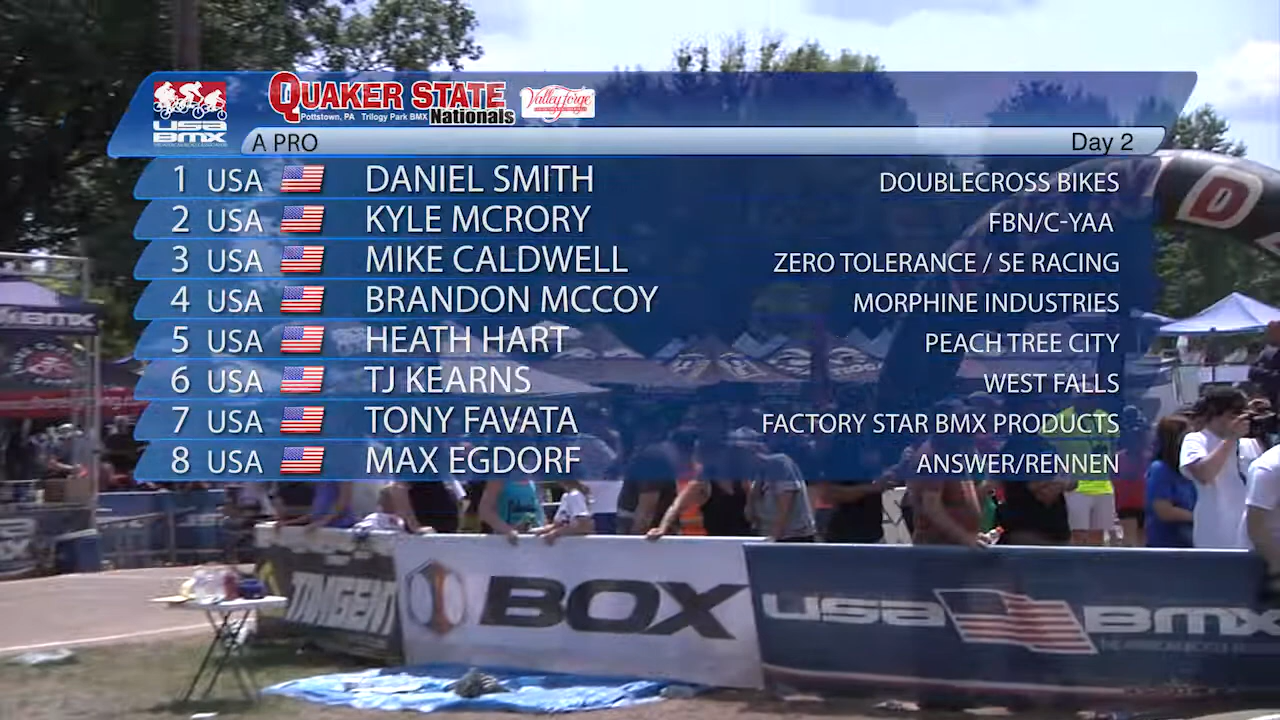 QUAKER STATE
Nationals
Pottstown, PA Trilogy Park BMX
Valley forge
USA
BMX
A PRO Day 2
1 USA DANIEL SMITH DOUBLECROSS BIKES
2 USA KYLE MCRORY FBN/C-YAA
3 USA MIKE CALDWELL ZERO TOLERANCE / SE RACING
4 USA BRANDON MCCOY MORPHINE INDUSTRIES
5 USA HEATH HART PEACH TREE CITY
6 USA TJ KEARNS WEST FALLS
7 USA TONY FAVATA FACTORY STAR BMX PRODUCTS
8 USA MAX EGDORF ANSWER/RENNEN
D
BMX
TANGENT
BOX
USA BMX